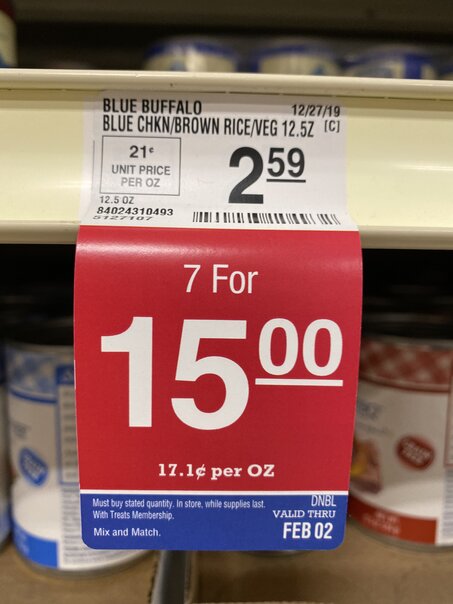 BLUE BUFFALO 12/27/19
BLUE CHKN/BROWN RICE/VEG 12.5Z [C]
21¢
UNIT PRICE
PER OZ
2.59
12.5 OZ
84024310493
5127107
7 For
15.00
17.1¢ per OZ
Must buy stated quantity. In store, while supplies last.
With Treats Membership.
Mix and Match.
DNBL
VALID THRU
FEB 02